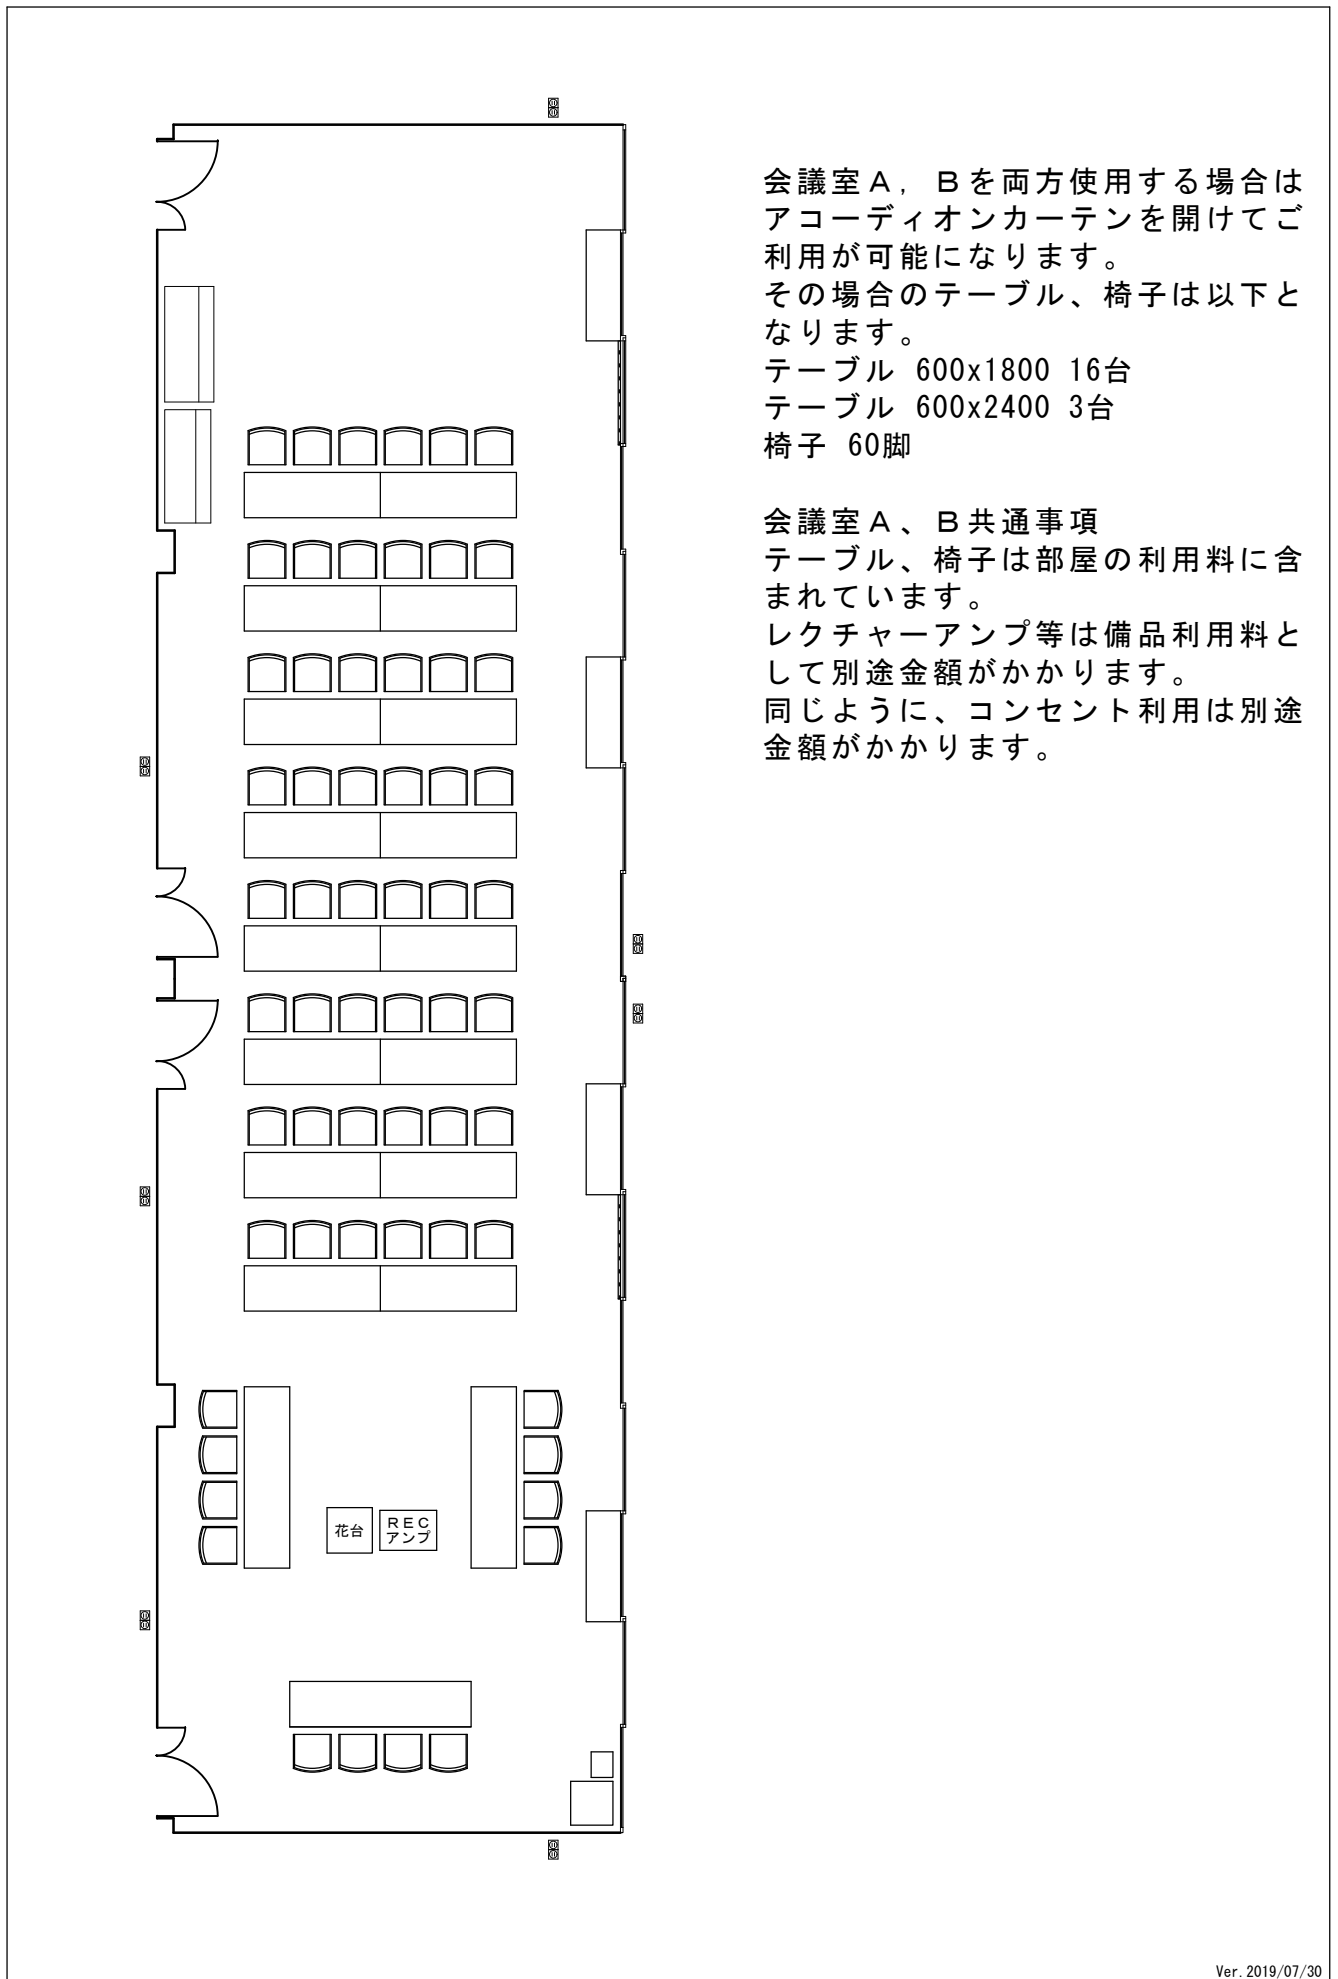 会議室Ａ，Ｂを両方使用する場合は
アコーディオンカーテンを開けてご
利用が可能になります。
その場合のテーブル、椅子は以下と
なります。
テーブル 600x1800 16台
テーブル 600x2400 3台
椅子 60脚
会議室Ａ、Ｂ共通事項
テーブル、椅子は部屋の利用料に含
まれています。
レクチャーアンプ等は備品利用料と
して別途金額がかかります。
同じように、コンセント利用は別途
金額がかかります。
花台
ＲＥＣ
アンプ
Ver.2019/07/30